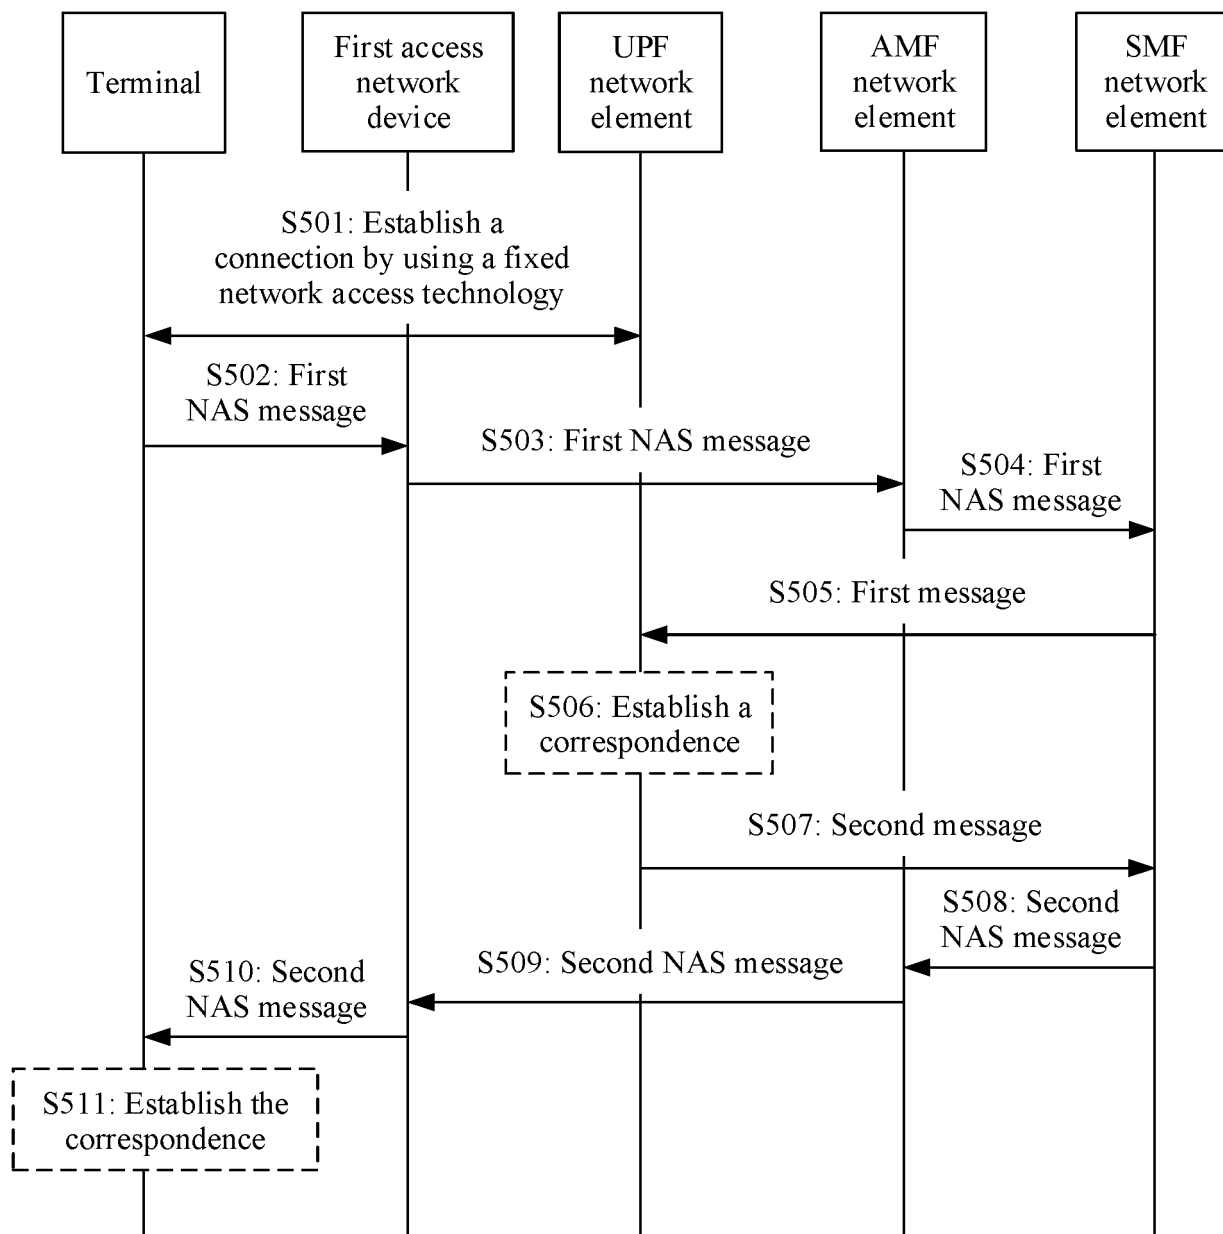 Terminal
First access
network
device
UPF
network
element
AMF
network
element
SMF
network
element
S501: Establish a
connection by using a fixed
network access technology
S502: First
NAS message
S503: First NAS message
S504: First
NAS message
S505: First message
S506: Establish a
correspondence
S507: Second message
S508: Second
NAS message
S509: Second NAS message
S510: Second
NAS message
S511: Establish the
correspondence